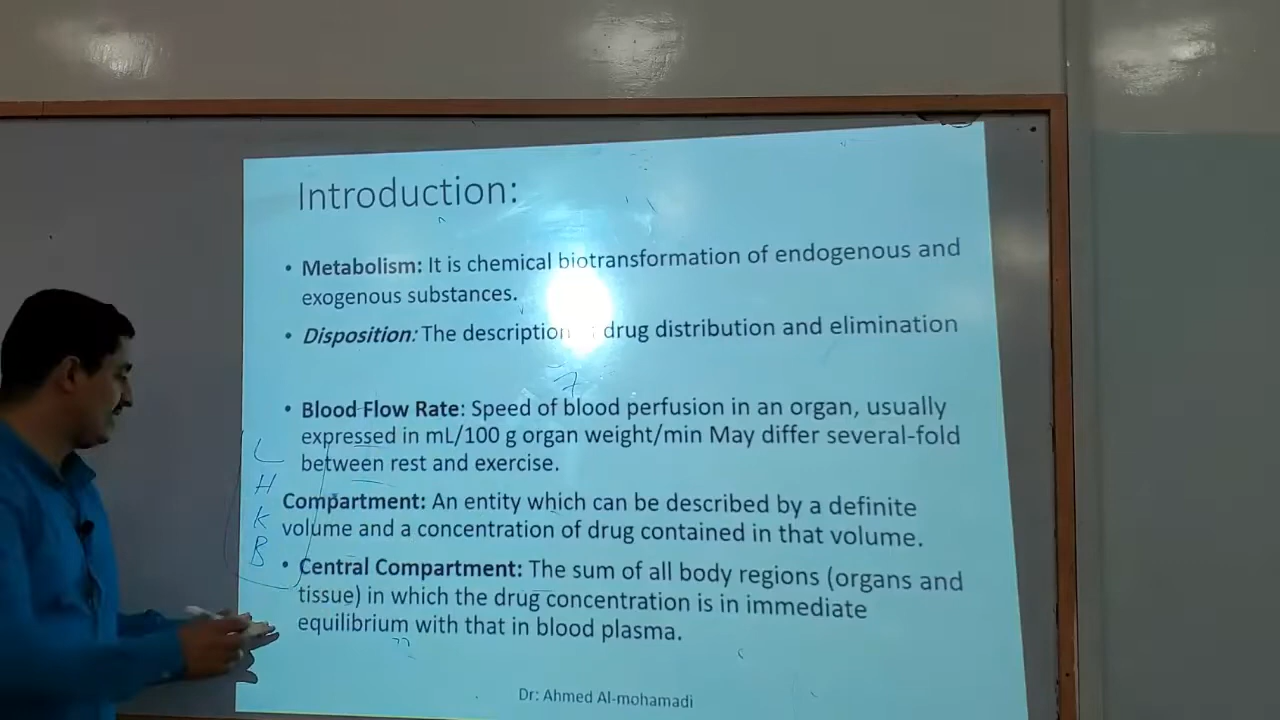 Introduction:
• Metabolism: It is chemical biotransformation of endogenous and
exogenous substances.
• Disposition: The description drug distribution and elimination
• Blood Flow Rate: Speed of blood perfusion in an organ, usually
expressed in mL/100 g organ weight/min May differ several-fold
between rest and exercise.
L
H
K
B
Compartment: An entity which can be described by a definite
volume and a concentration of drug contained in that volume.
• Central Compartment: The sum of all body regions (organs and
tissue) in which the drug concentration is in immediate
equilibrium with that in blood plasma.
Dr: Ahmed Al-mohamadi